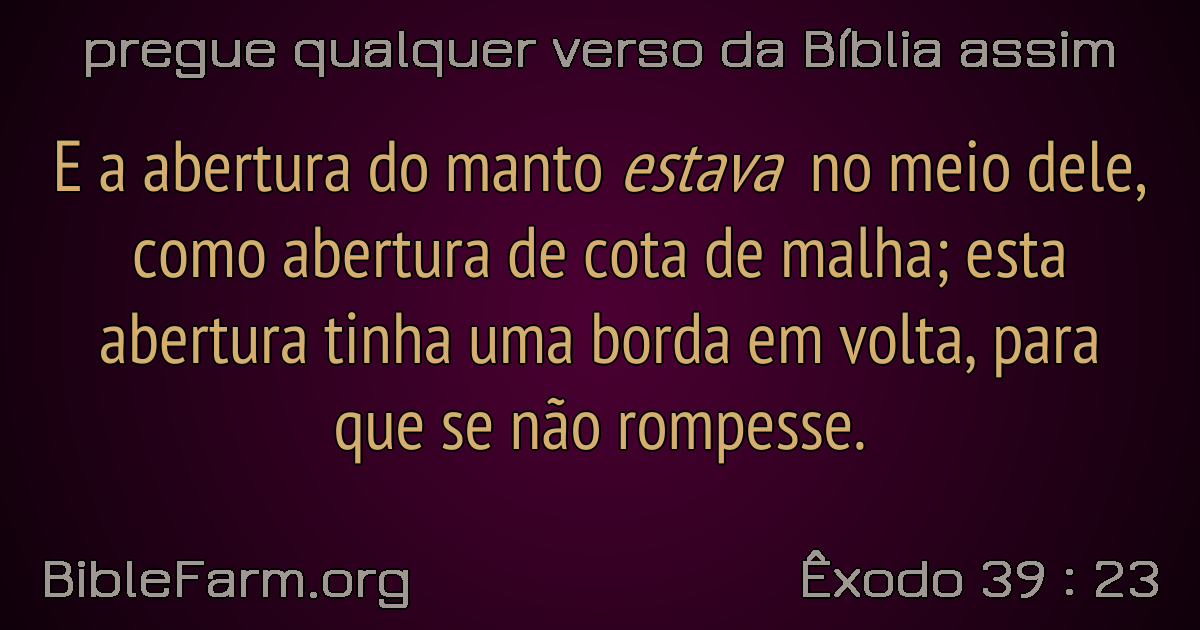 pregue qualquer verso da Bíblia assim
E a abertura do manto estava no meio dele,
como abertura de cota de malha; esta
abertura tinha uma borda em volta, para
que se não rompesse.
BibleFarm.org
Êxodo 39 : 23